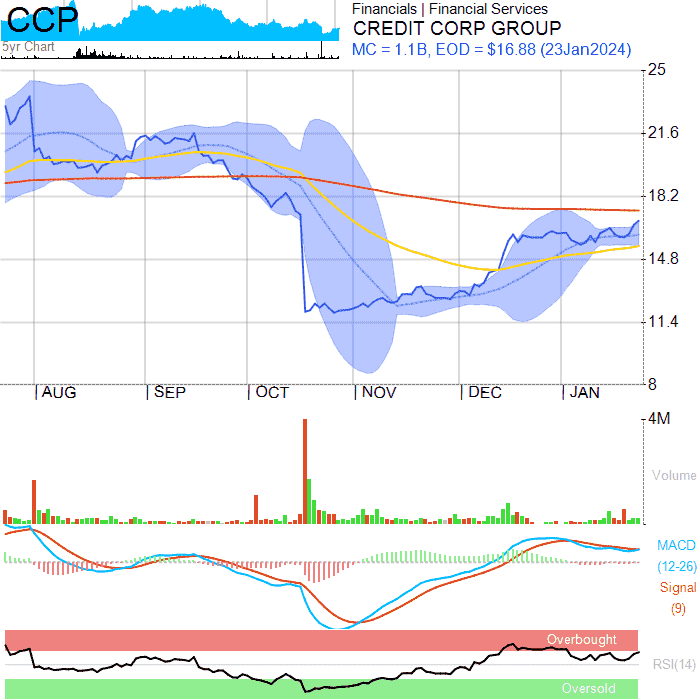 CCP
5yr Chart
Financials | Financial Services
CREDIT CORP GROUP
MC = 1.1B, EOD = $16.88 (23Jan2024)
25
21.6
18.2
14.8
11.4
8
AUG SEP OCT NOV DEC JAN
4M
Volume
MACD
(12-26)
Signal
(9)
Overbought
RSI(14)
Oversold